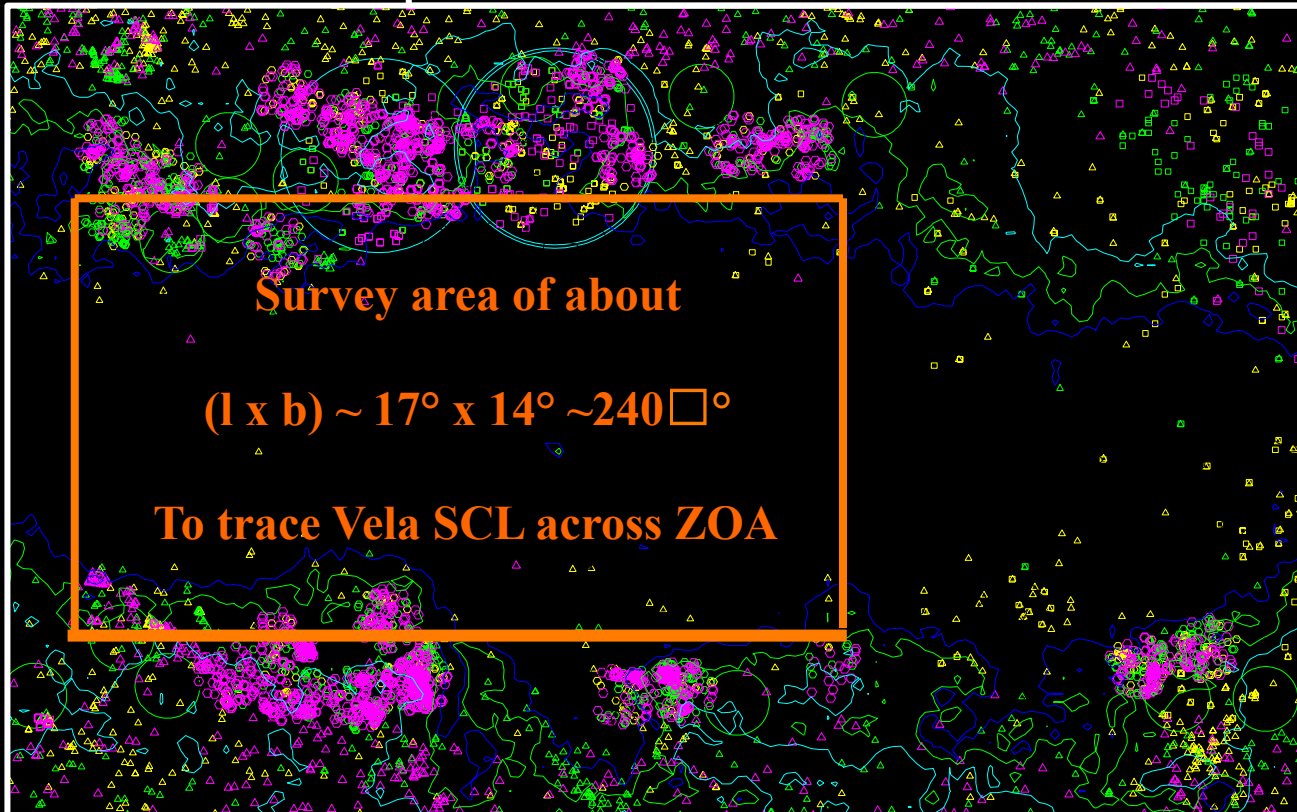 Survey area of about
(l x b) ~ 17° x 14° ~240□°
To trace Vela SCL across ZOA